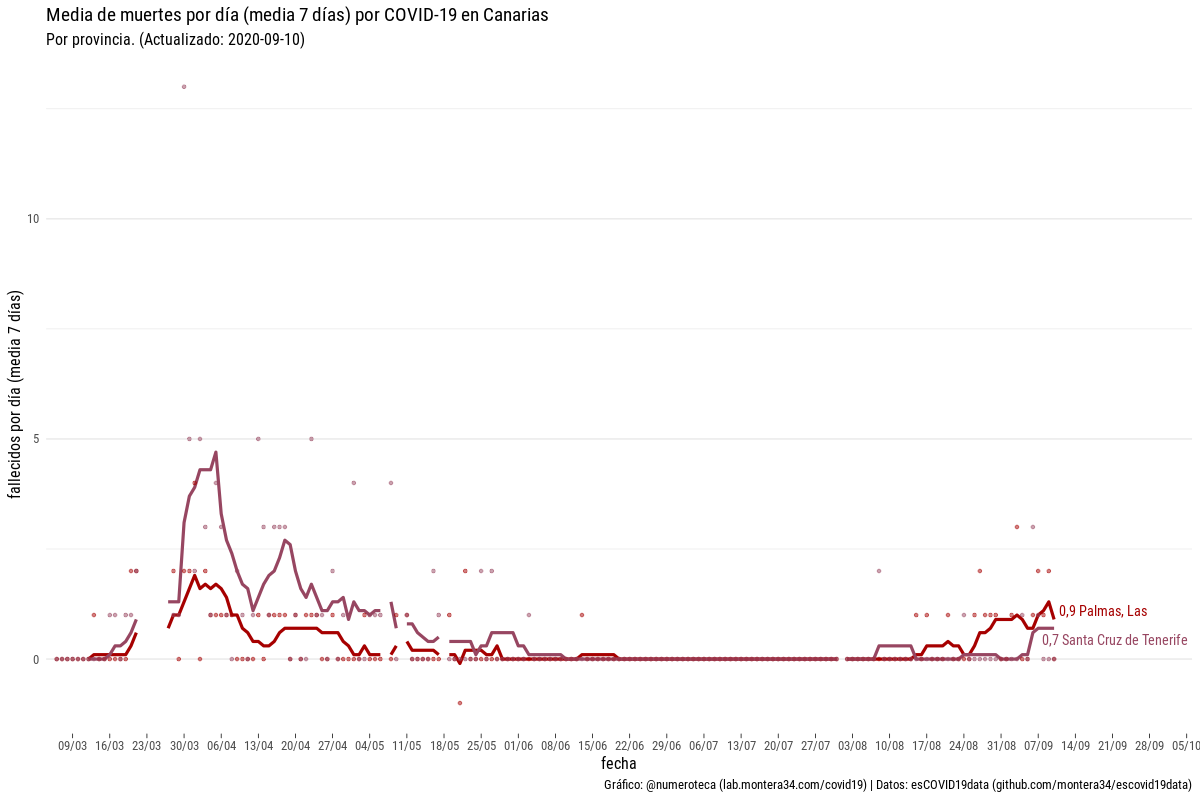 Media de muertes por día (media 7 días) por COVID-19 en Canarias
Por provincia. (Actualizado: 2020-09-10)
fallecidos por día (media 7 días)
10
5
0
0,9 Palmas, Las
0,7 Santa Cruz de Tenerife
09/03 16/03 23/03 30/03 06/04 13/04 20/04 27/04 04/05 11/05 18/05 25/05 01/06 08/06 15/06 22/06 29/06 06/07 13/07 20/07 27/07 03/08 10/08 17/08 24/08 31/08 07/09 14/09 21/09 28/09 05/10
fecha
Gráfico: @numeroteca (lab.montera34.com/covid19) | Datos: esCOVID19data (github.com/montera34/escovid19data)